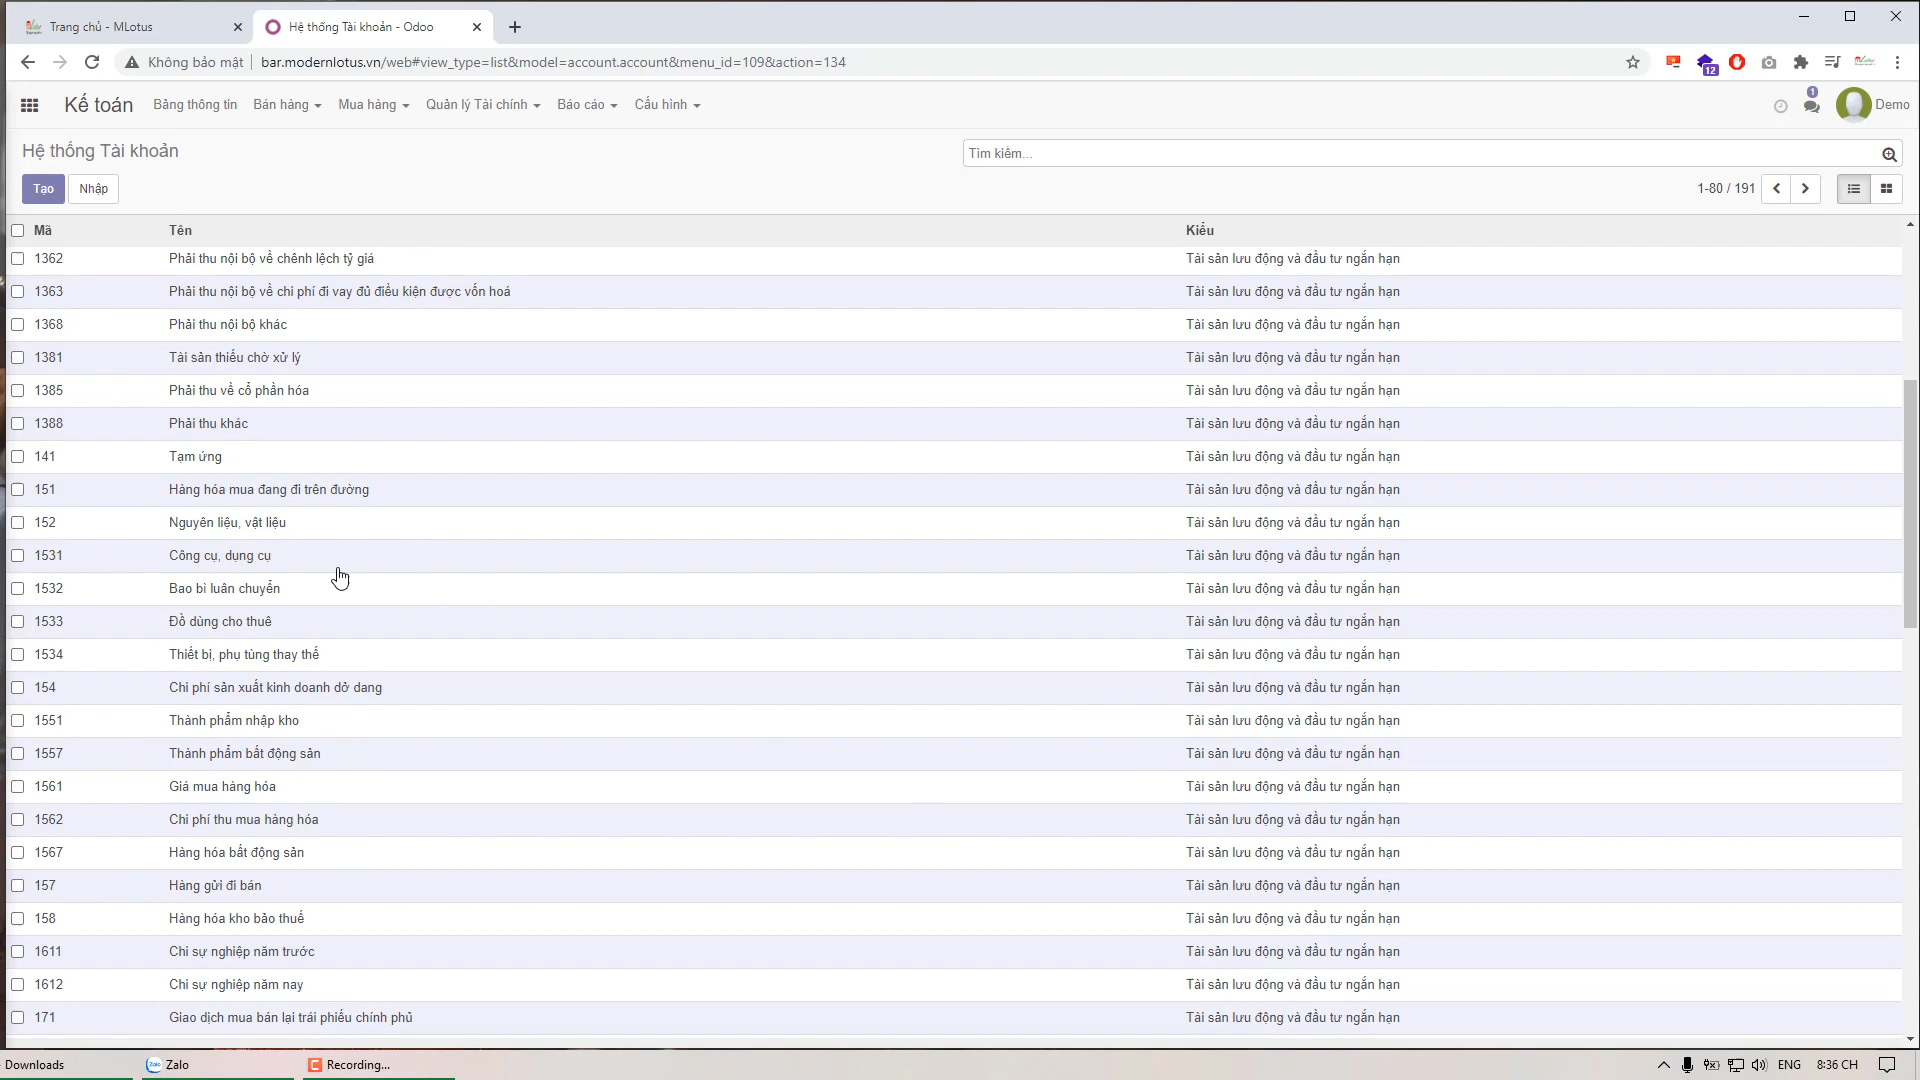 Trang chủ - MLotus
Hệ thống Tài khoản - Odoo
Không bảo mật
bar.modernlotus.vn/web#view_type=list&model=account.account&menu_id=109&action=134
12
Kế toán
Bảng thông tin
Bán hàng
Mua hàng
Quản lý Tài chính
Báo cáo
Cấu hình
1
Demo
Hệ thống Tài khoản
Tìm kiếm...
Tạo
Nhập
1-80 / 191
Mã Tên Kiểu
1362 Phải thu nội bộ về chênh lệch tỷ giá Tài sản lưu động và đầu tư ngắn hạn
1363 Phải thu nội bộ về chi phí đi vay đủ điều kiện được vốn hoá Tài sản lưu động và đầu tư ngắn hạn
1368 Phải thu nội bộ khác Tài sản lưu động và đầu tư ngắn hạn
1381 Tài sản thiếu chờ xử lý Tài sản lưu động và đầu tư ngắn hạn
1385 Phải thu về cổ phần hóa Tài sản lưu động và đầu tư ngắn hạn
1388 Phải thu khác Tài sản lưu động và đầu tư ngắn hạn
141 Tạm ứng Tài sản lưu động và đầu tư ngắn hạn
151 Hàng hóa mua đang đi trên đường Tài sản lưu động và đầu tư ngắn hạn
152 Nguyên liệu, vật liệu Tài sản lưu động và đầu tư ngắn hạn
1531 Công cụ, dụng cụ Tài sản lưu động và đầu tư ngắn hạn
1532 Bao bì luân chuyển Tài sản lưu động và đầu tư ngắn hạn
1533 Đồ dùng cho thuê Tài sản lưu động và đầu tư ngắn hạn
1534 Thiết bị, phụ tùng thay thế Tài sản lưu động và đầu tư ngắn hạn
154 Chi phí sản xuất kinh doanh dở dang Tài sản lưu động và đầu tư ngắn hạn
1551 Thành phẩm nhập kho Tài sản lưu động và đầu tư ngắn hạn
1557 Thành phẩm bất động sản Tài sản lưu động và đầu tư ngắn hạn
1561 Giá mua hàng hóa Tài sản lưu động và đầu tư ngắn hạn
1562 Chi phí thu mua hàng hóa Tài sản lưu động và đầu tư ngắn hạn
1567 Hàng hóa bất động sản Tài sản lưu động và đầu tư ngắn hạn
157 Hàng gửi đi bán Tài sản lưu động và đầu tư ngắn hạn
158 Hàng hóa kho bảo thuế Tài sản lưu động và đầu tư ngắn hạn
1611 Chi sự nghiệp năm trước Tài sản lưu động và đầu tư ngắn hạn
1612 Chi sự nghiệp năm nay Tài sản lưu động và đầu tư ngắn hạn
171 Giao dịch mua bán lại trái phiếu chính phủ Tài sản lưu động và đầu tư ngắn hạn
Downloads
Zalo
Recording...
ENG
8:36 CH